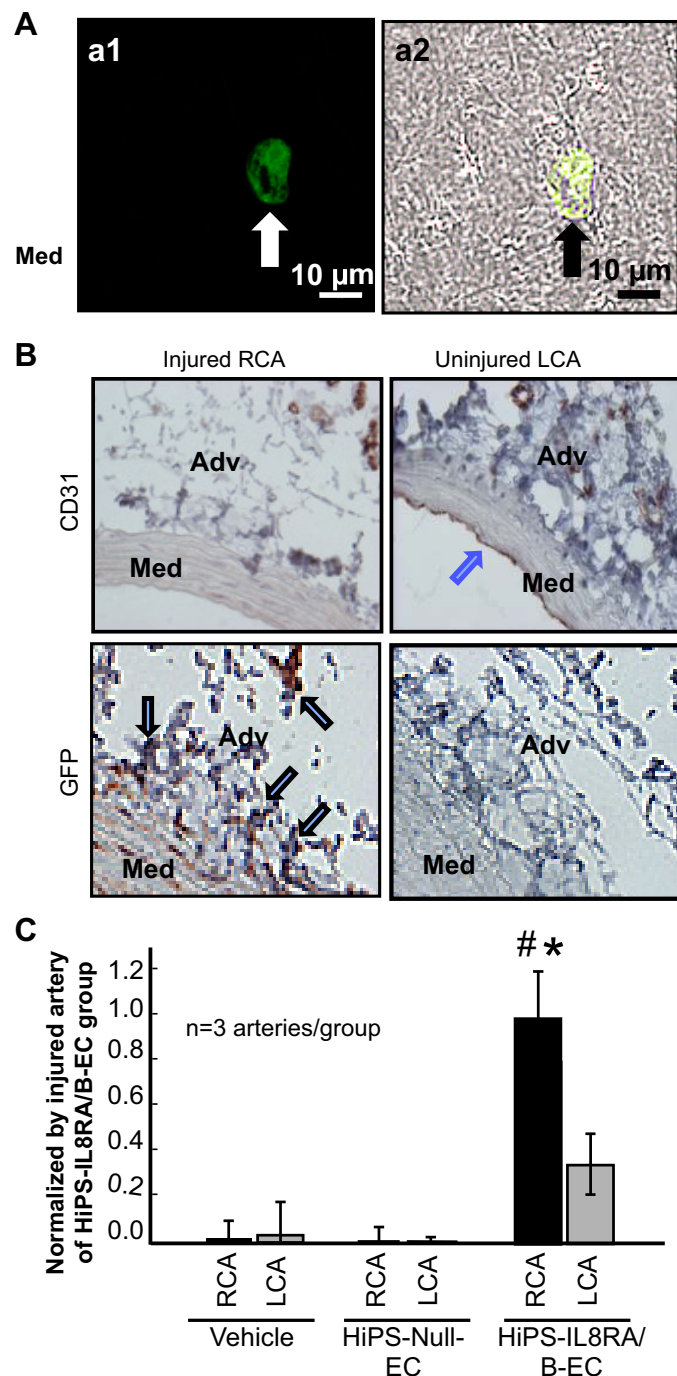 A
a1
a2
Med
10 µm
10 µm
B
Injured RCA
Uninjured LCA
CD31
Adv
Med
Adv
Med
GFP
Adv
Med
Adv
Med
C
Normalized by injured artery
of HiPS-IL8RA/B-EC group
1.2
1.0
0.8
0.6
0.4
0.2
0.0
n=3 arteries/group
# *
RCA
LCA
RCA
LCA
RCA
LCA
Vehicle
HiPS-Null-
EC
HiPS-IL8RA/
B-EC